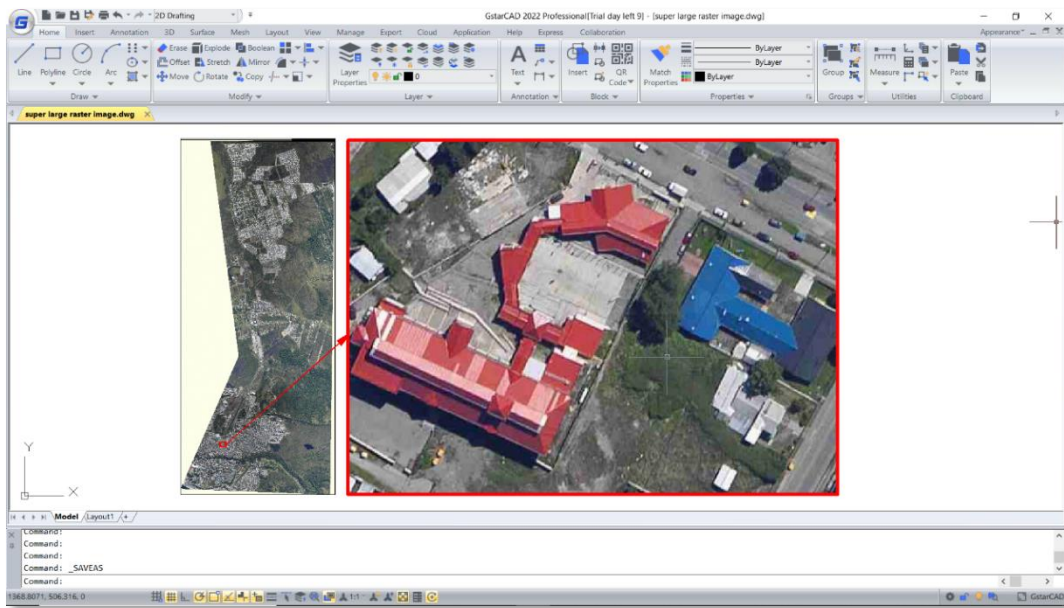 2D Drafting
GstarCAD 2022 Professional[Trial day left 9] - [super large raster image.dwg]
Home Insert Annotation 3D Surface Mesh Layout View Manage Export Cloud Application Help Express Collaboration Appearance
Line Polyline Circle Arc
Erase Explode Boolean
Offset Stretch Mirror
Move Rotate Copy
Layer Properties
0
Text
Insert
QR Code
Match Properties
ByLayer
ByLayer
ByLayer
Group
Measure
Paste
Draw Modify Layer Annotation Block Properties Groups Utilities Clipboard
super large raster image.dwg
Y
X
Model Layout1 +
Command:
Command:
Command:
Command: _SAVEAS
Command:
1368.8071, 506.316, 0
1:1
GstarCAD